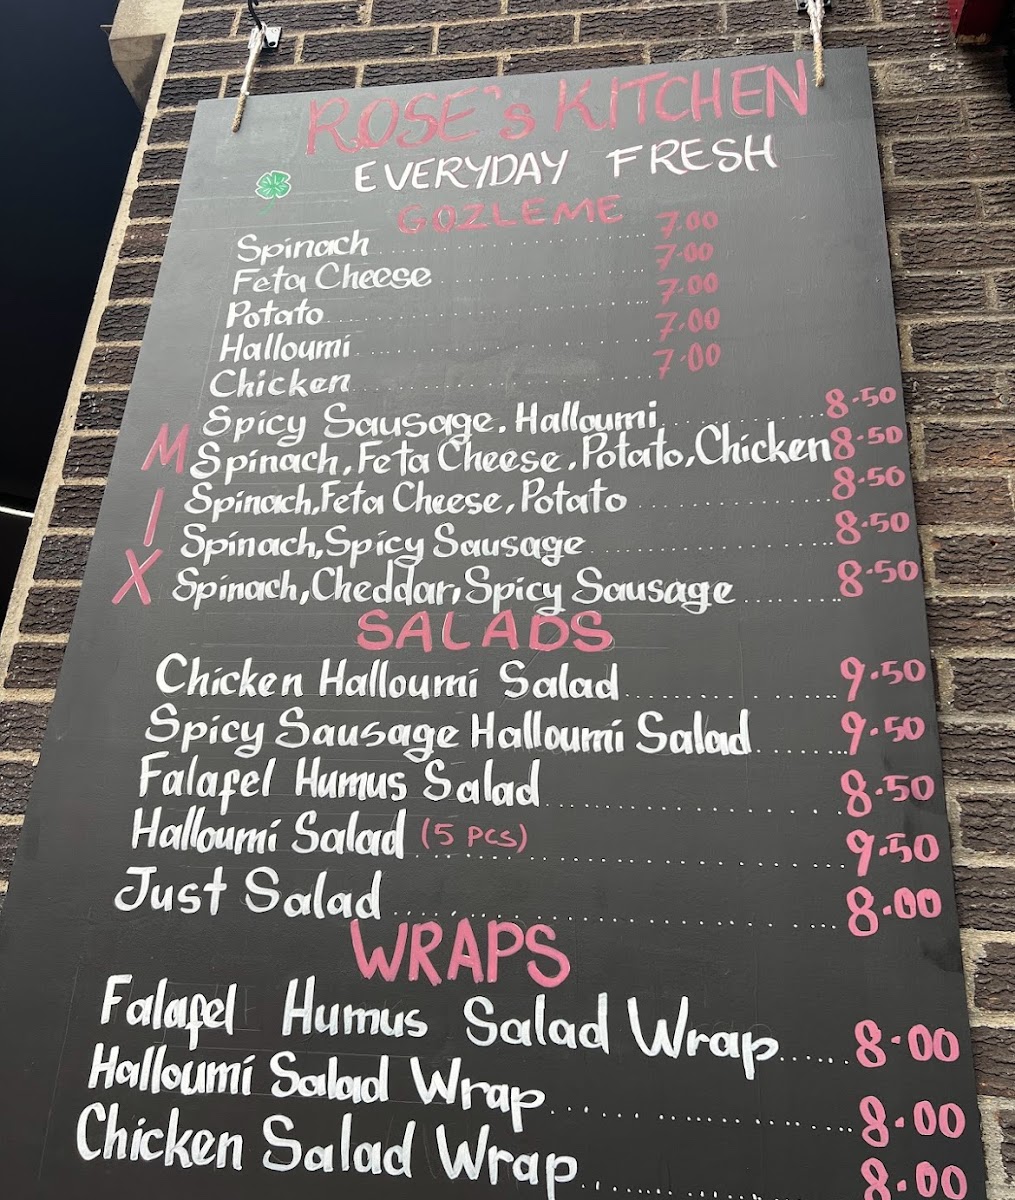 ROSE's KITCHEN
EVERYDAY FRESH
GOZLEME
Spinach 7.00
Feta Cheese 7.00
Potato 7.00
Halloumi 7.00
Chicken 7.00
MIX
Spicy Sausage. Halloumi 8.50
Spinach, Feta Cheese, Potato, Chicken 8.50
Spinach, Feta Cheese, Potato 8.50
Spinach, Spicy Sausage 8.50
Spinach, Cheddar, Spicy Sausage 8.50
SALADS
Chicken Halloumi Salad 9.50
Spicy Sausage Halloumi Salad 9.50
Falafel Humus Salad 8.50
Halloumi Salad (5 PCS) 9.50
Just Salad 8.00
WRAPS
Falafel Humus Salad Wrap 8.00
Halloumi Salad Wrap 8.00
Chicken Salad Wrap 8.00